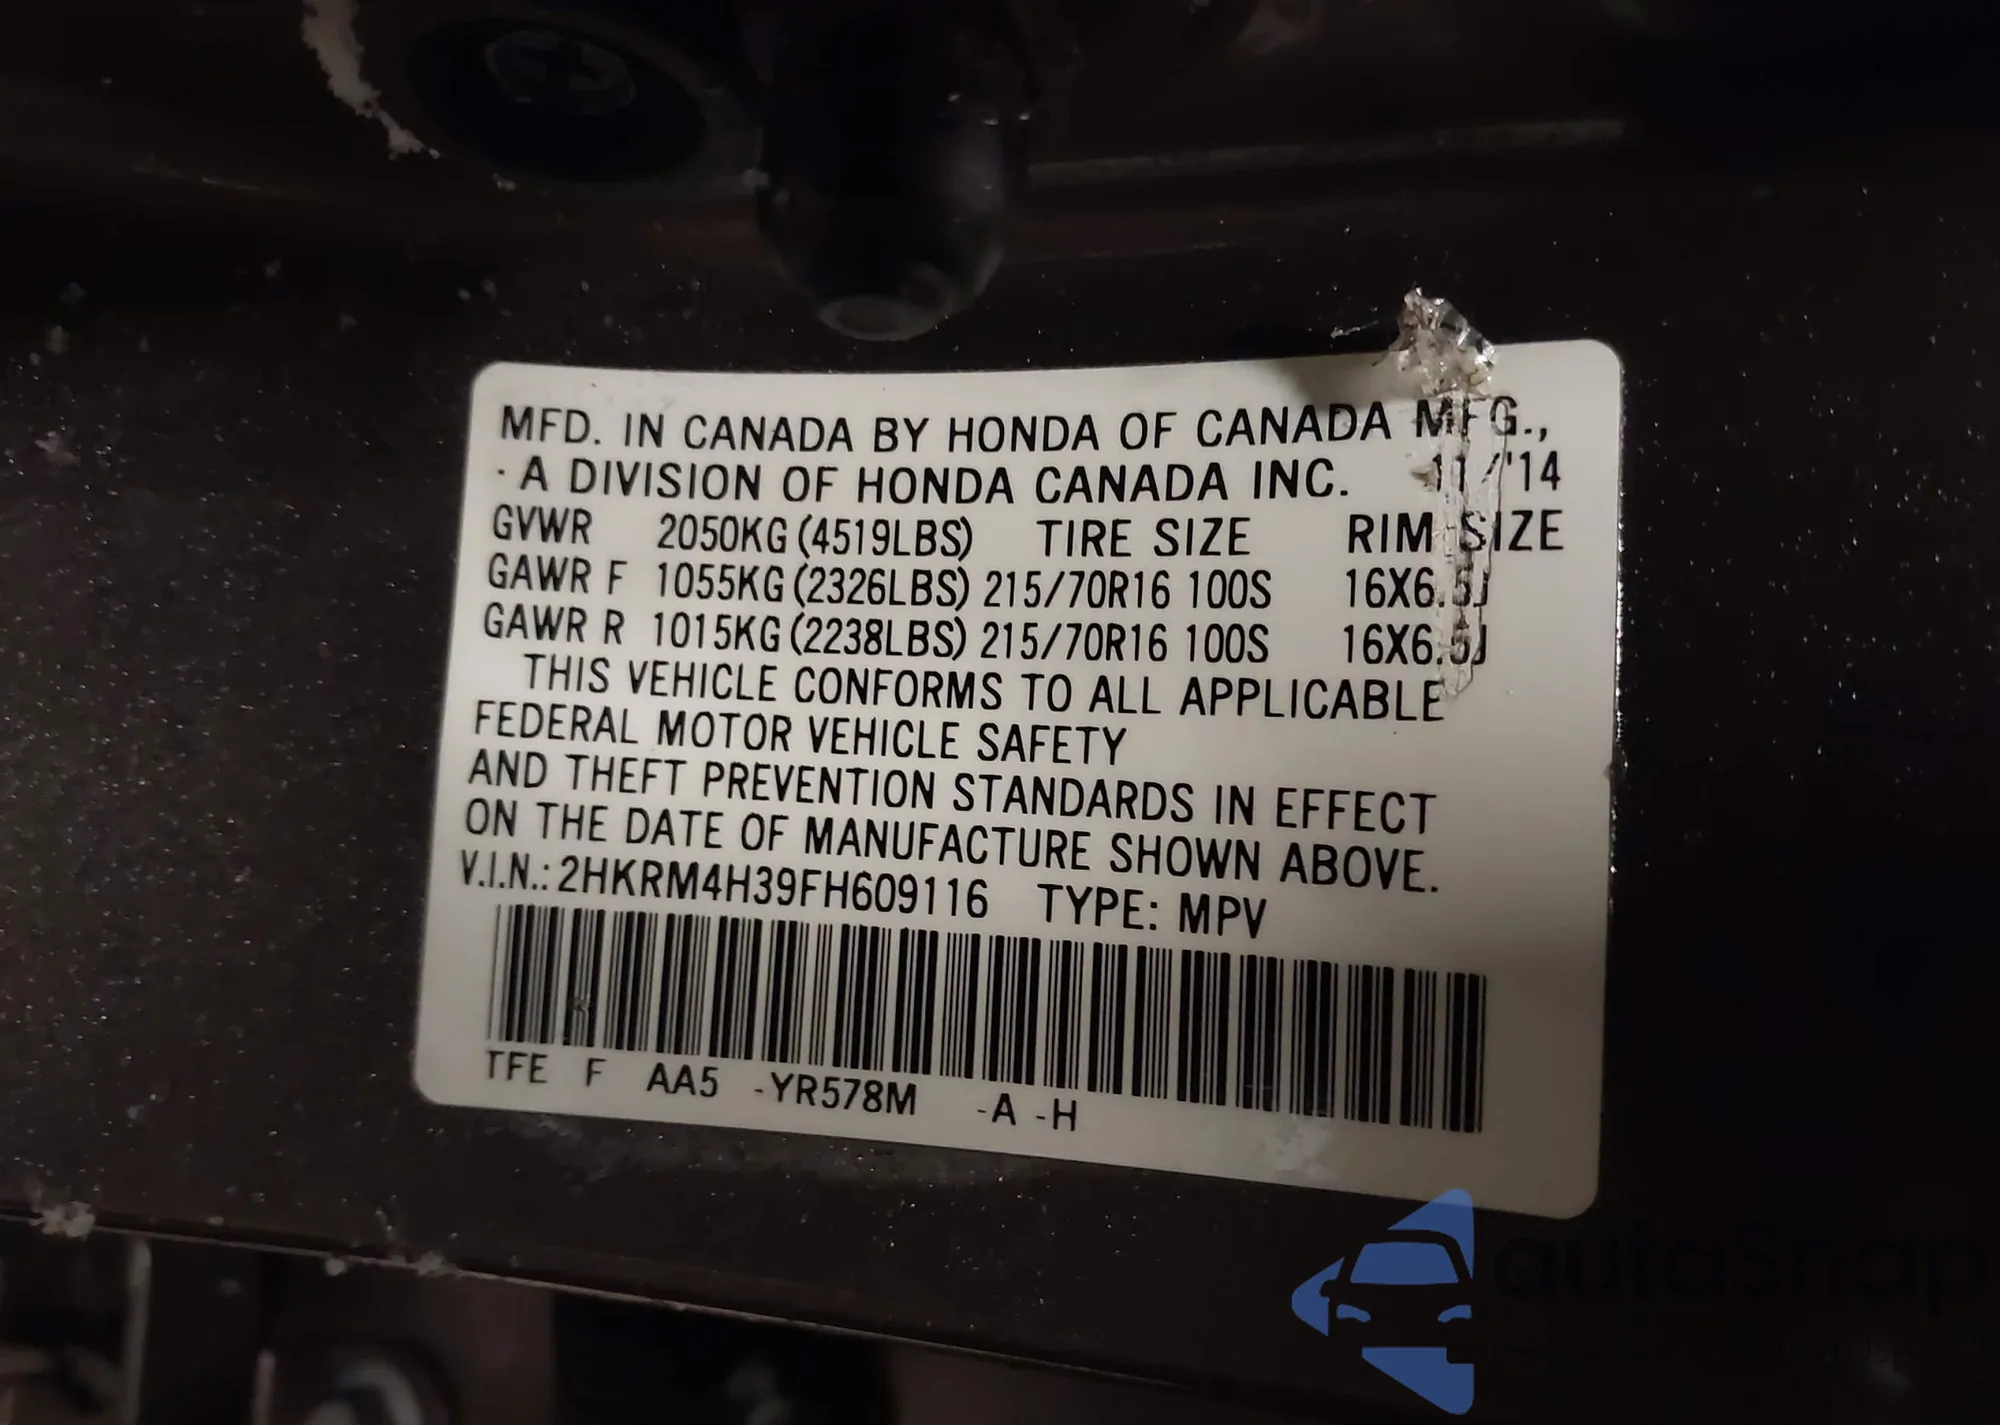 MFD. IN CANADA BY HONDA OF CANADA MFG.,
· A DIVISION OF HONDA CANADA INC. 11/'14
GVWR 2050KG (4519LBS) TIRE SIZE RIM SIZE
GAWR F 1055KG (2326LBS) 215/70R16 100S 16X6.5J
GAWR R 1015KG (2238LBS) 215/70R16 100S 16X6.5J
THIS VEHICLE CONFORMS TO ALL APPLICABLE
FEDERAL MOTOR VEHICLE SAFETY
AND THEFT PREVENTION STANDARDS IN EFFECT
ON THE DATE OF MANUFACTURE SHOWN ABOVE.
V.I.N.: 2HKRM4H39FH609116 TYPE: MPV
TFE F AA5 -YR578M -A -H
autosnap